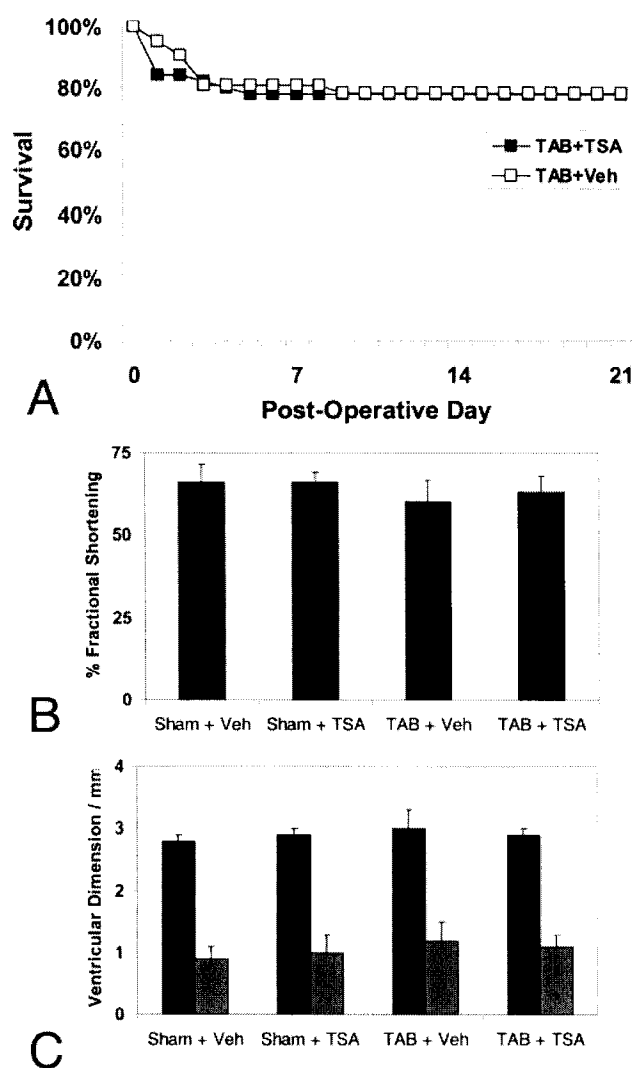 100%
80%
60%
40%
20%
0%
Survival
TAB+TSA
TAB+Veh
0 7 14 21
Post-Operative Day
A
75
50
25
0
% Fractional Shortening
Sham + Veh Sham + TSA TAB + Veh TAB + TSA
B
4
3
2
1
0
Ventricular Dimension / mm
Sham + Veh Sham + TSA TAB + Veh TAB + TSA
C